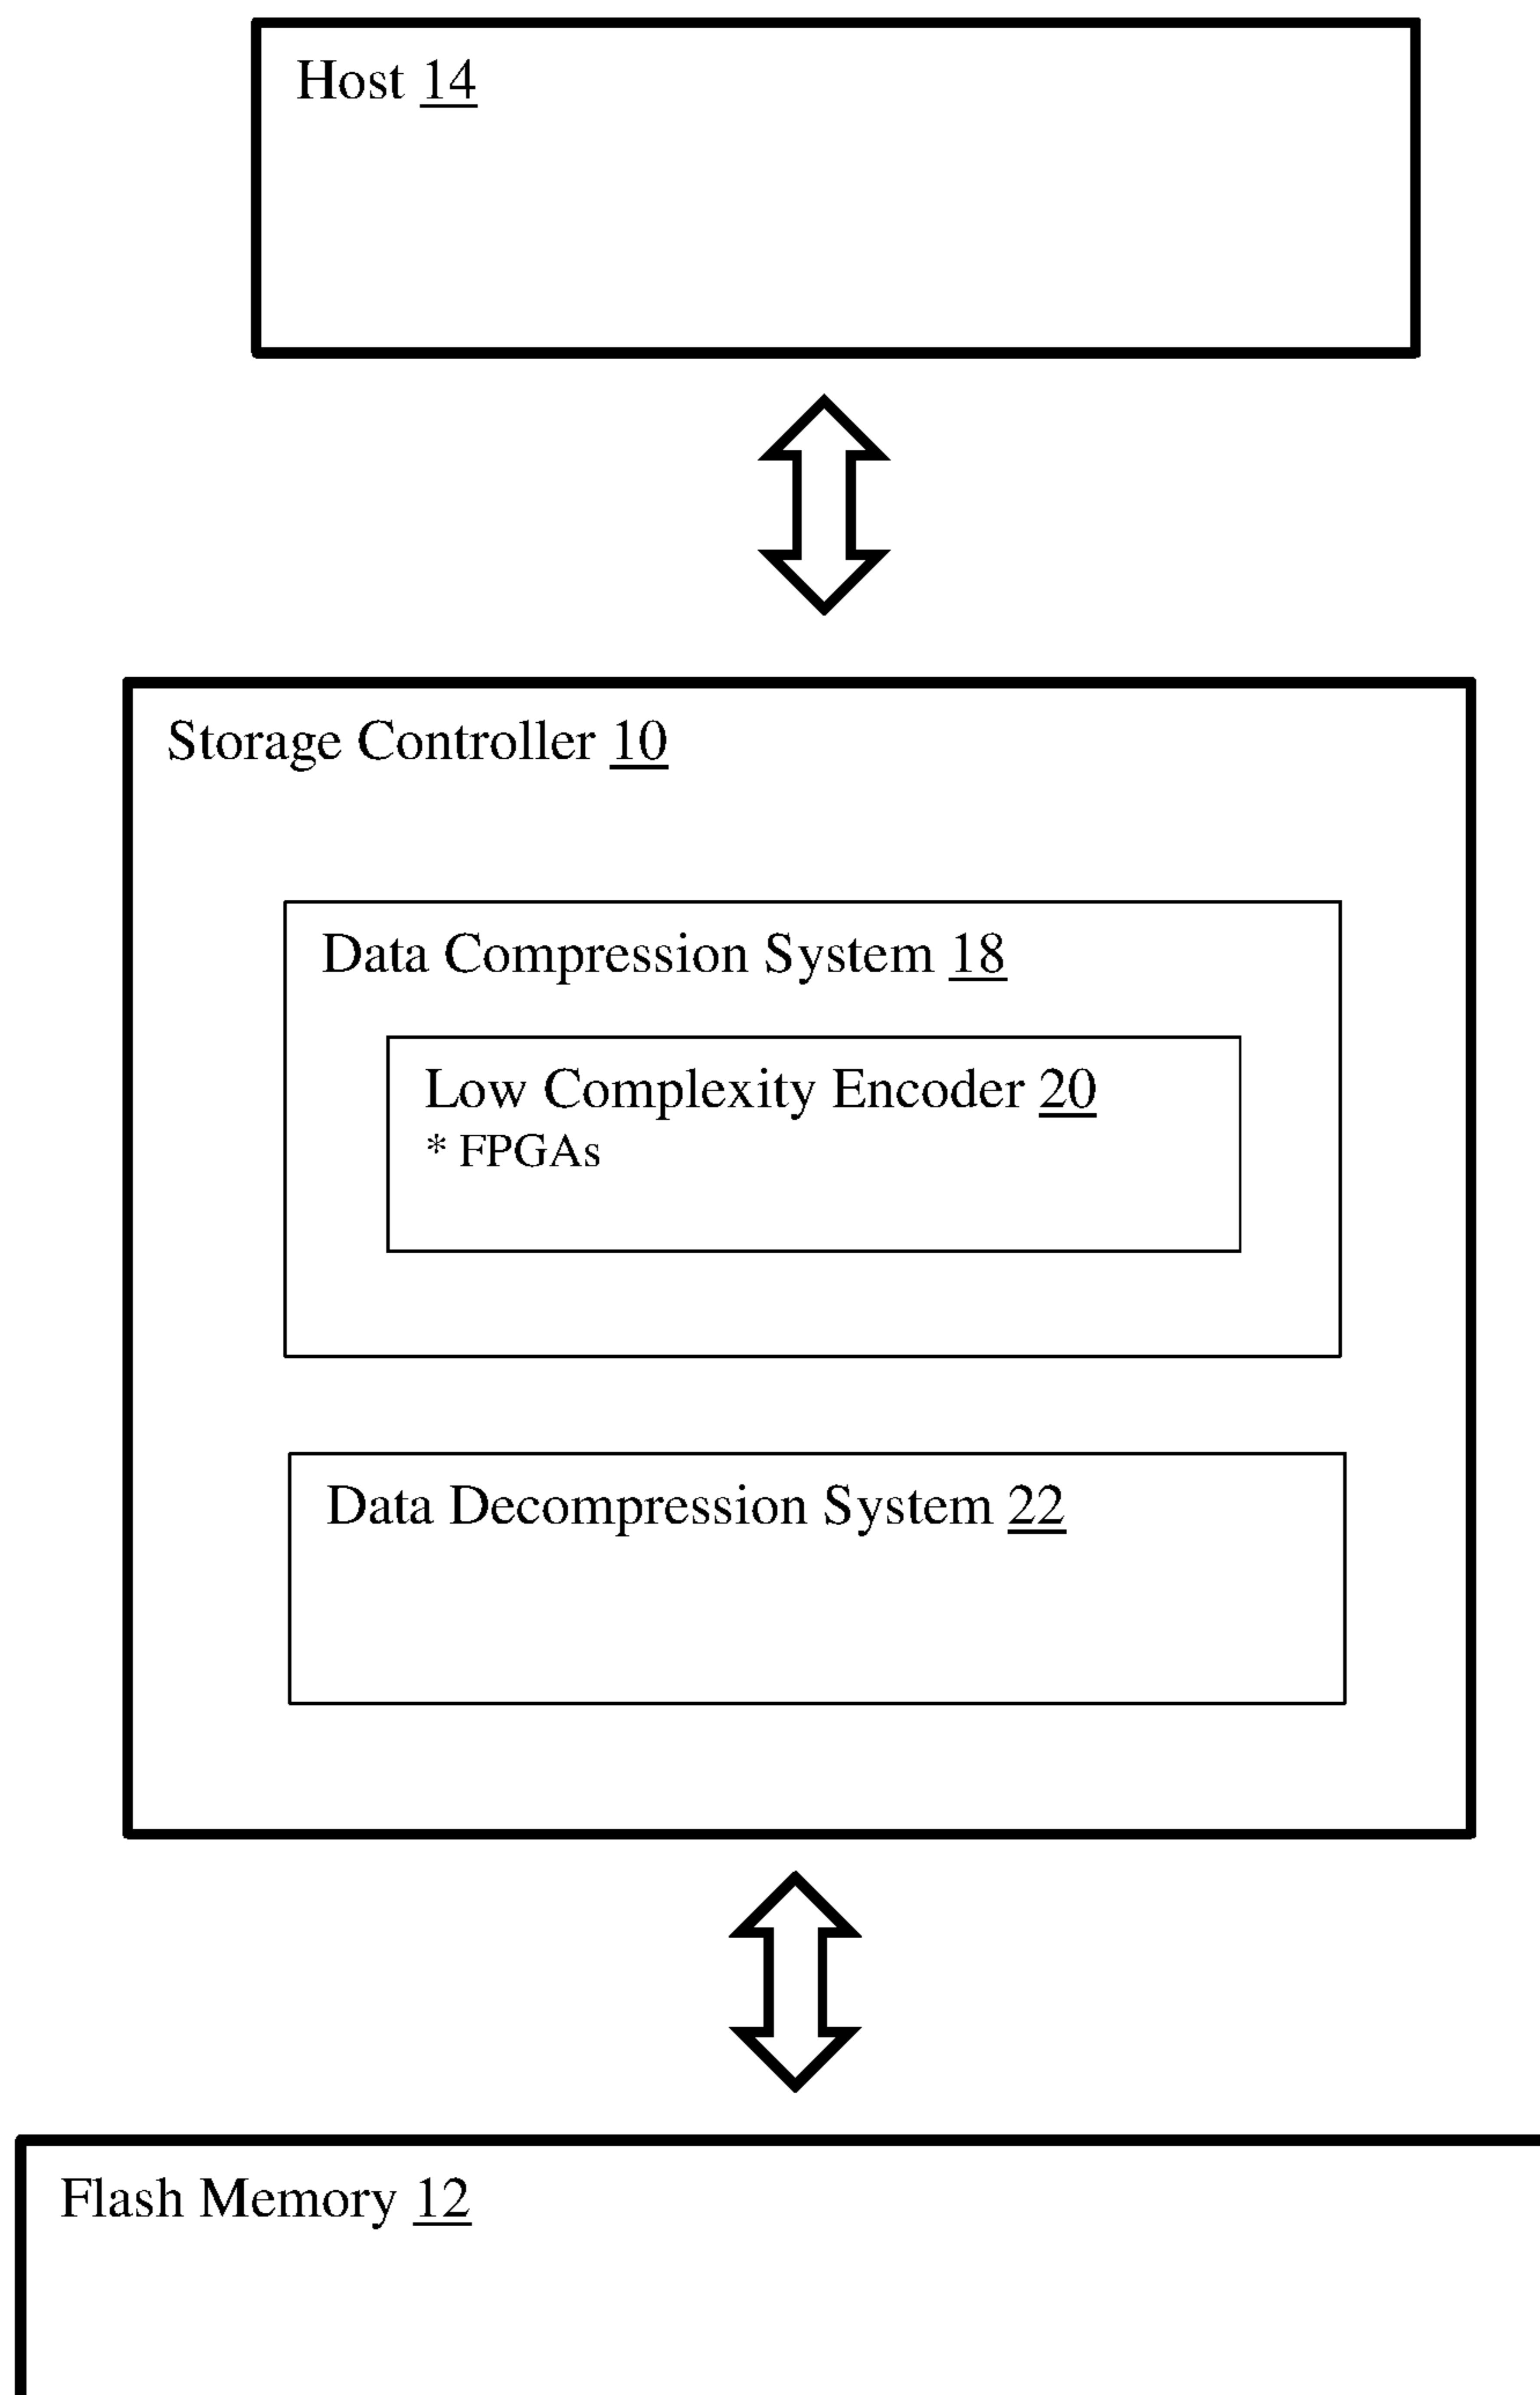 Host 14
Storage Controller 10
Data Compression System 18
Low Complexity Encoder 20
* FPGAs
Data Decompression System 22
Flash Memory 12